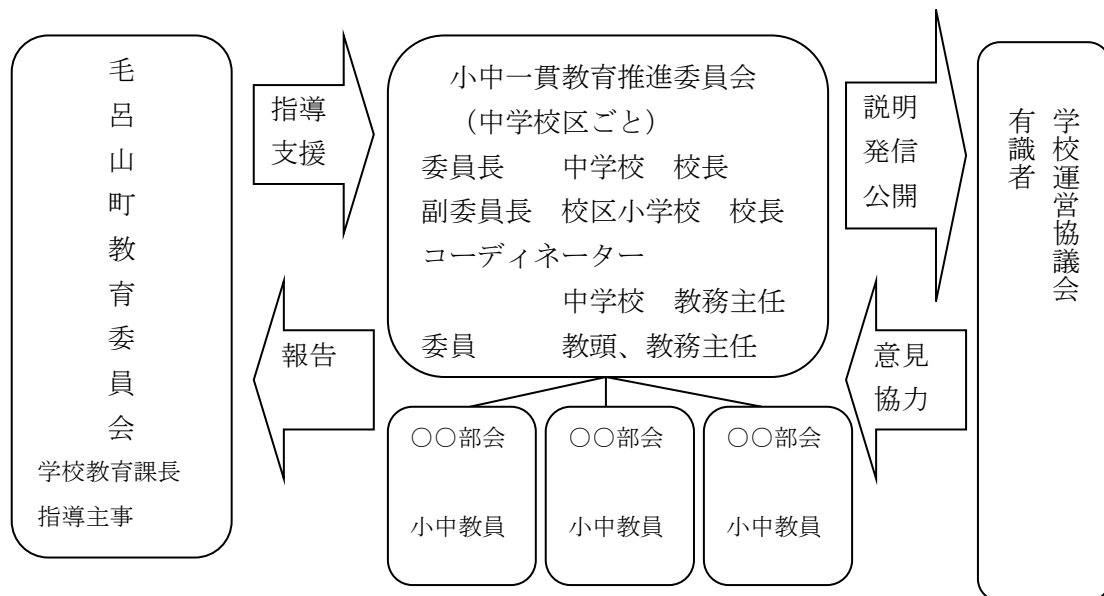 毛呂山町教育委員会
学校教育課長
指導主事
指導
支援
報告
小中一貫教育推進委員会
（中学校区ごと）
委員長　中学校　校長
副委員長　校区小学校　校長
コーディネーター
中学校　教務主任
委員　教頭、教務主任
○○部会
小中教員
○○部会
小中教員
○○部会
小中教員
説明
発信
公開
意見
協力
学校運営協議会
有識者